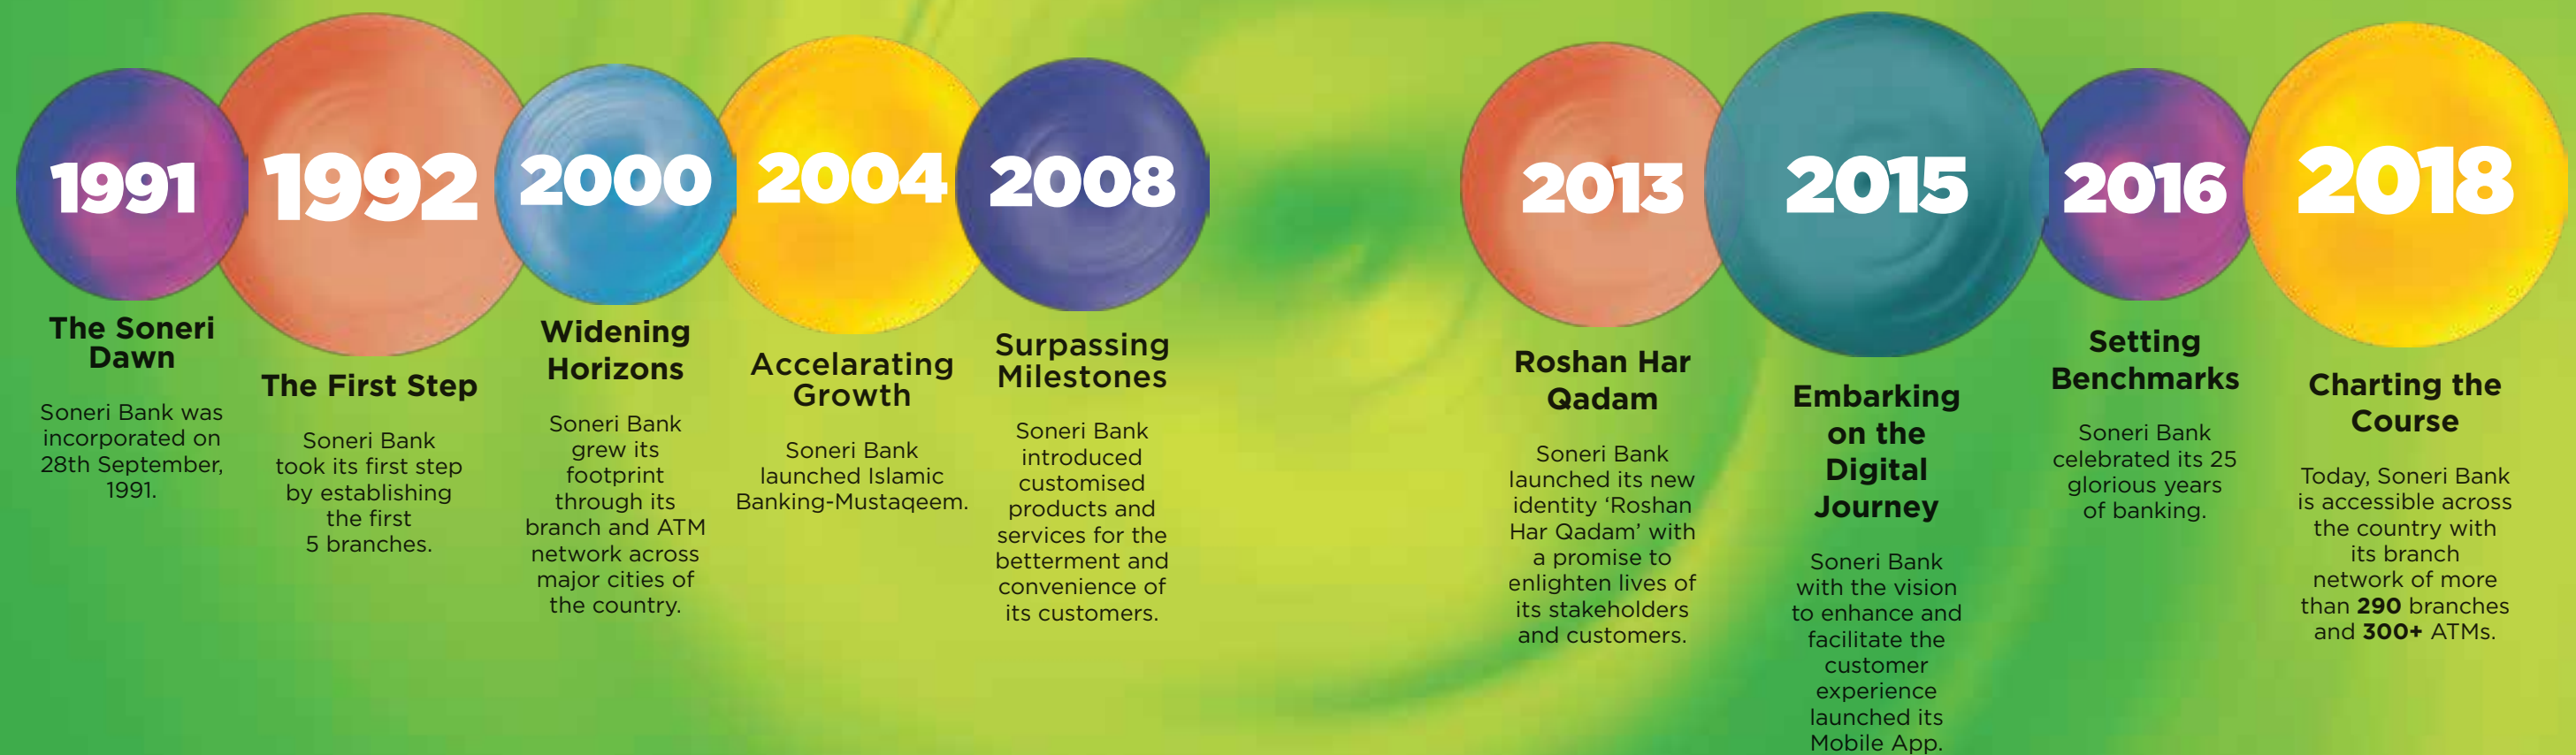 1991
The Soneri
Dawn
Soneri Bank was
incorporated on
28th September,
1991.
1992
The First Step
Soneri Bank
took its first step
by establishing
the first
5 branches.
2000
Widening
Horizons
Soneri Bank
grew its
footprint
through its
branch and ATM
network across
major cities of
the country.
2004
Accelarating
Growth
Soneri Bank
launched Islamic
Banking-Mustaqeem.
2008
Surpassing
Milestones
Soneri Bank
introduced
customised
products and
services for the
betterment and
convenience of
its customers.
2013
Roshan Har
Qadam
Soneri Bank
launched its new
identity ‘Roshan
Har Qadam’ with
a promise to
enlighten lives of
its stakeholders
and customers.
2015
Embarking
on the
Digital
Journey
Soneri Bank
with the vision
to enhance and
facilitate the
customer
experience
launched its
Mobile App.
2016
Setting
Benchmarks
Soneri Bank
celebrated its 25
glorious years
of banking.
2018
Charting the
Course
Today, Soneri Bank
is accessible across
the country with
its branch
network of more
than 290 branches
and 300+ ATMs.